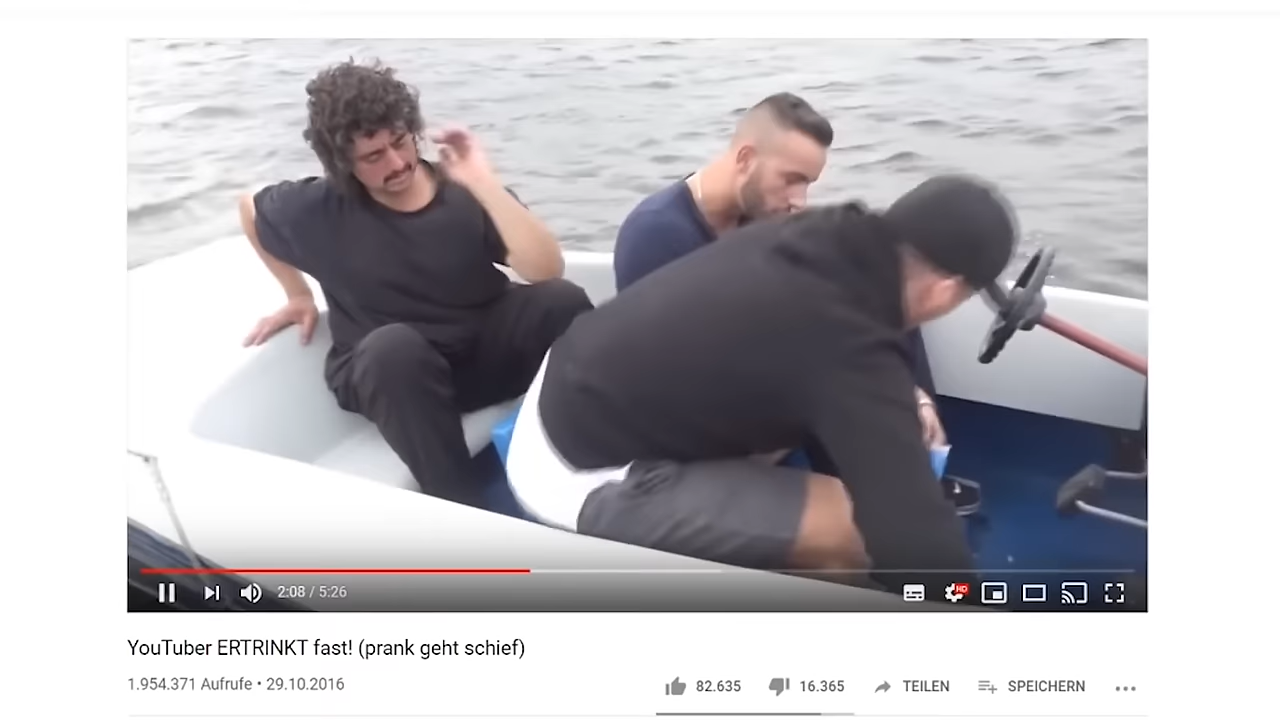 2:08 / 5:26
HD
YouTuber ERTRINKT fast! (prank geht schief)
1.954.371 Aufrufe • 29.10.2016
82.635 16.365 TEILEN SPEICHERN